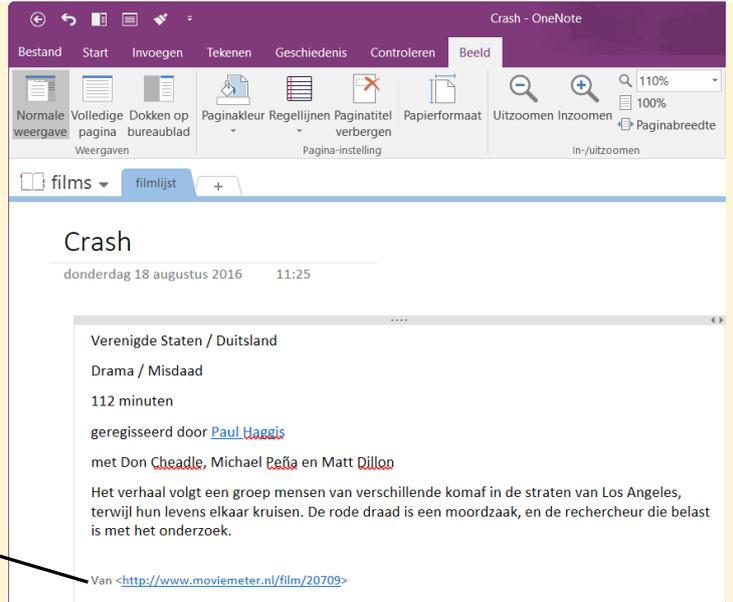 Crash - OneNote
Bestand Start Invoegen Tekenen Geschiedenis Controleren Beeld
Normale weergave
Volledige pagina
Dokken op bureaublad
Weergaven
Paginakleur
Regellijnen
Paginatitel verbergen
Papierformaat
Pagina-instelling
Uitzoomen
Inzoomen
110%
100%
Paginabreedte
In-/uitzoomen
films filmlijst +
Crash
donderdag 18 augustus 2016 11:25
Verenigde Staten / Duitsland
Drama / Misdaad
112 minuten
geregisseerd door Paul Haggis
met Don Cheadle, Michael Peña en Matt Dillon
Het verhaal volgt een groep mensen van verschillende komaf in de straten van Los Angeles,
terwijl hun levens elkaar kruisen. De rode draad is een moordzaak, en de rechercheur die belast
is met het onderzoek.
Van <http://www.moviemeter.nl/film/20709>